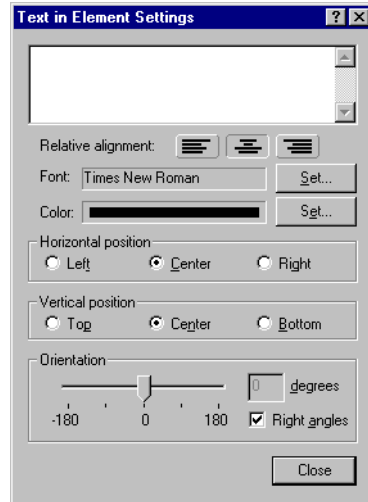 Text in Element Settings
Relative alignment:
Font: Times New Roman Set...
Color: Set...
Horizontal position
Left Center Right
Vertical position
Top Center Bottom
Orientation
0 degrees
-180 0 180 Right angles
Close